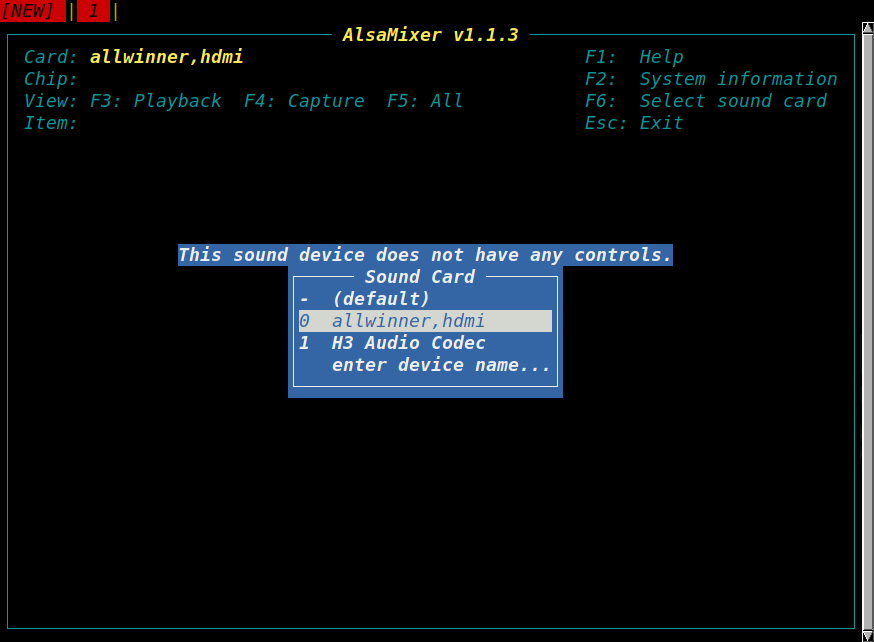 [NEW] | 1 |
AlsaMixer v1.1.3
Card: allwinner,hdmi F1: Help
Chip: F2: System information
View: F3: Playback F4: Capture F5: All F6: Select sound card
Item: Esc: Exit
This sound device does not have any controls.
Sound Card
- (default)
0 allwinner,hdmi
1 H3 Audio Codec
enter device name...